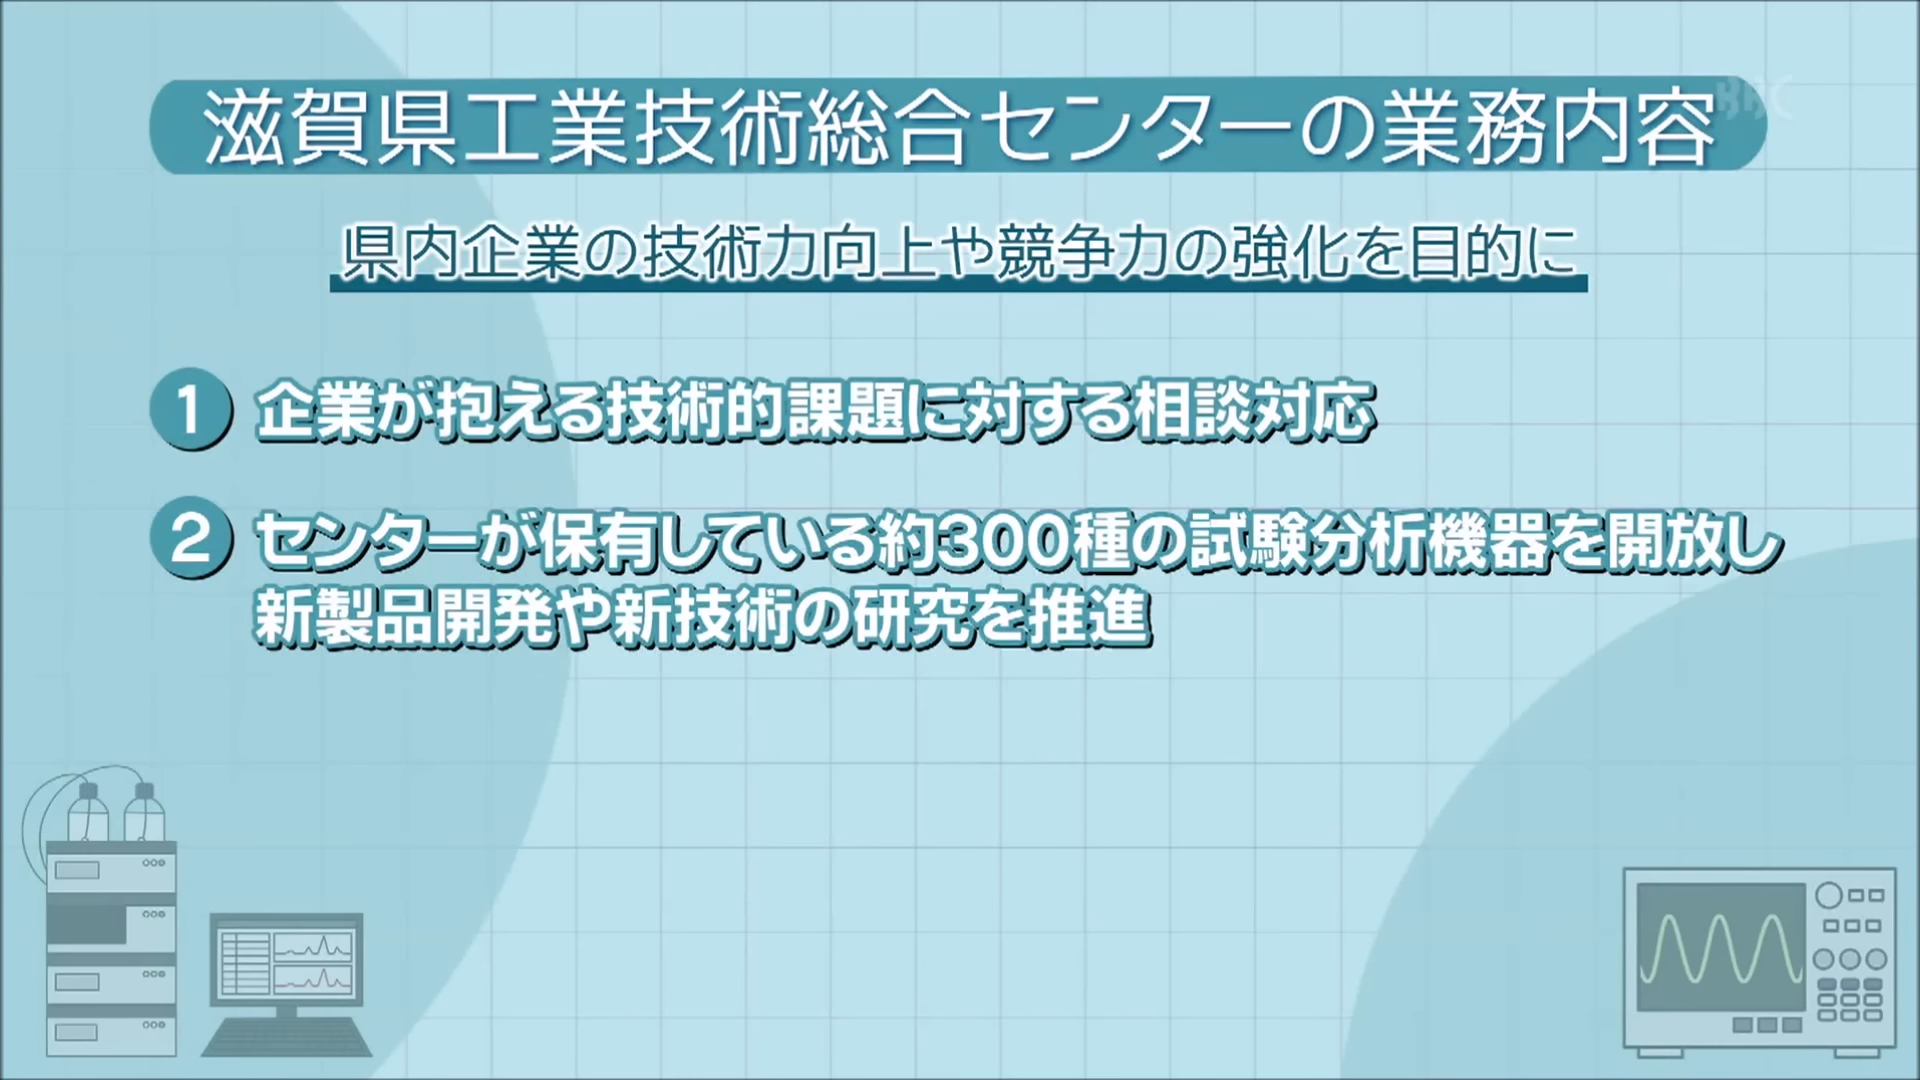 滋賀県工業技術総合センターの業務内容
BBC
県内企業の技術力向上や競争力の強化を目的に
1 企業が抱える技術的課題に対する相談対応
2 センターが保有している約300種の試験分析機器を開放し
新製品開発や新技術の研究を推進